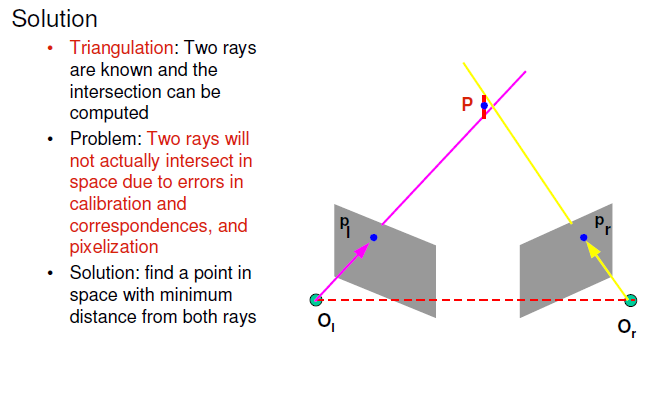 Solution
• Triangulation: Two rays
are known and the
intersection can be
computed
• Problem: Two rays will
not actually intersect in
space due to errors in
calibration and
correspondences, and
pixelization
• Solution: find a point in
space with minimum
distance from both rays
P
pl
pr
Ol
Or